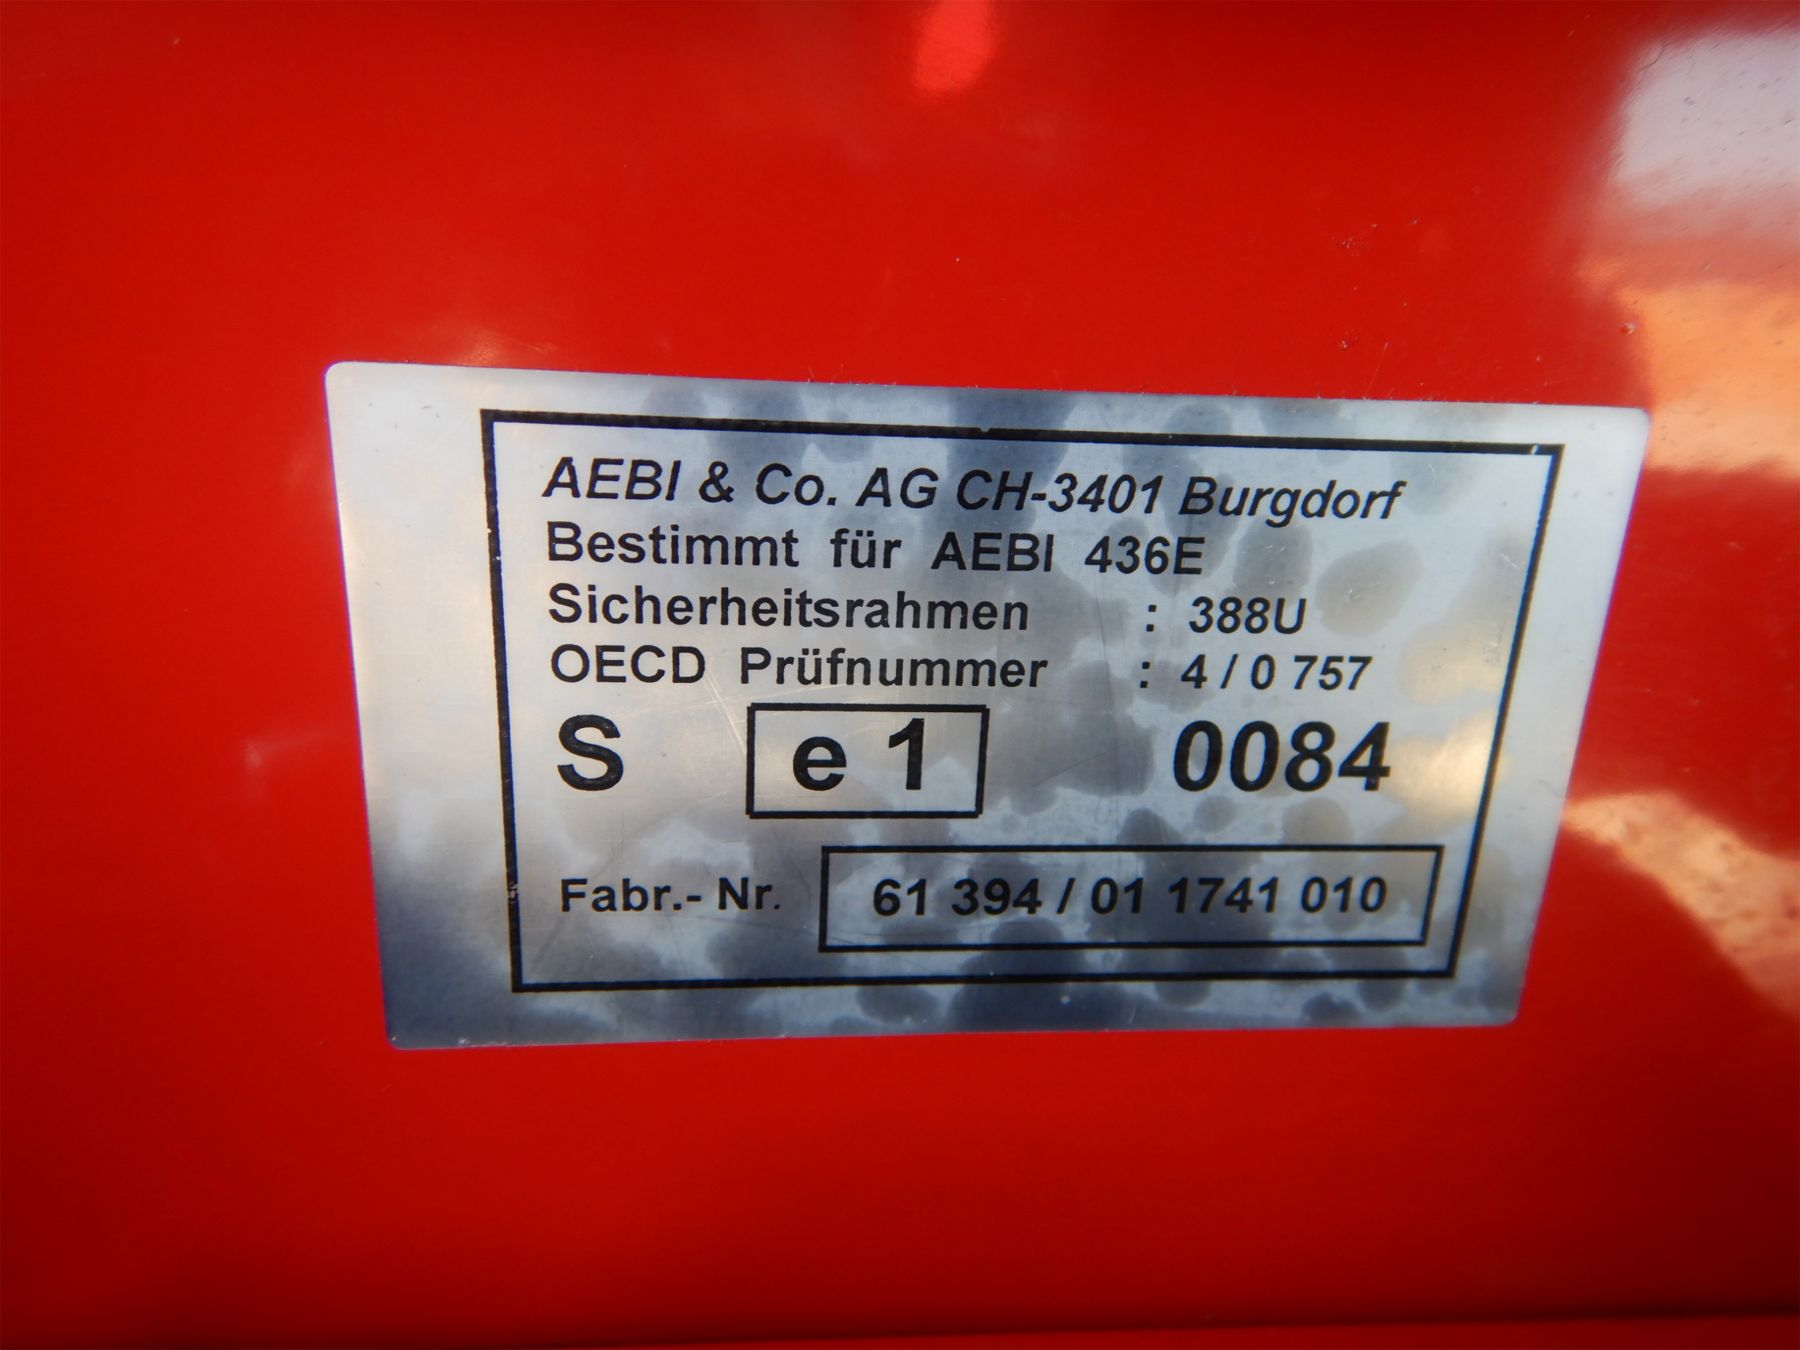 AEBI & Co. AG CH-3401 Burgdorf
Bestimmt für AEBI 436E
Sicherheitsrahmen : 388U
OECD Prüfnummer : 4 / 0 757
S e 1 0084
Fabr.- Nr. 61 394 / 01 1741 010